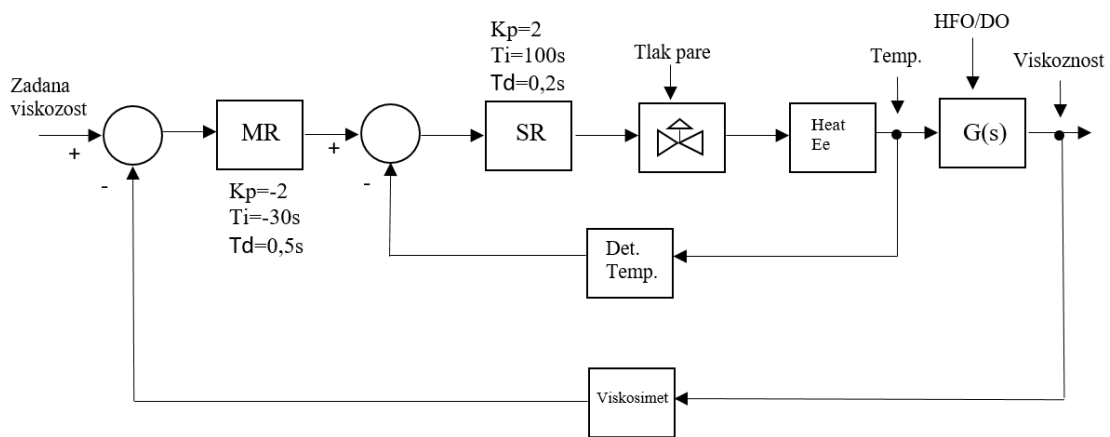 HFO/DO
Kp=2
Ti=100s
Td=0,2s
Tlak pare
Temp.
Viskoznost
Zadana
viskozost
MR
SR
Heat
Ee
G(s)
+
-
+
-
Kp=-2
Ti=-30s
Td=0,5s
Det.
Temp.
Viskosimet